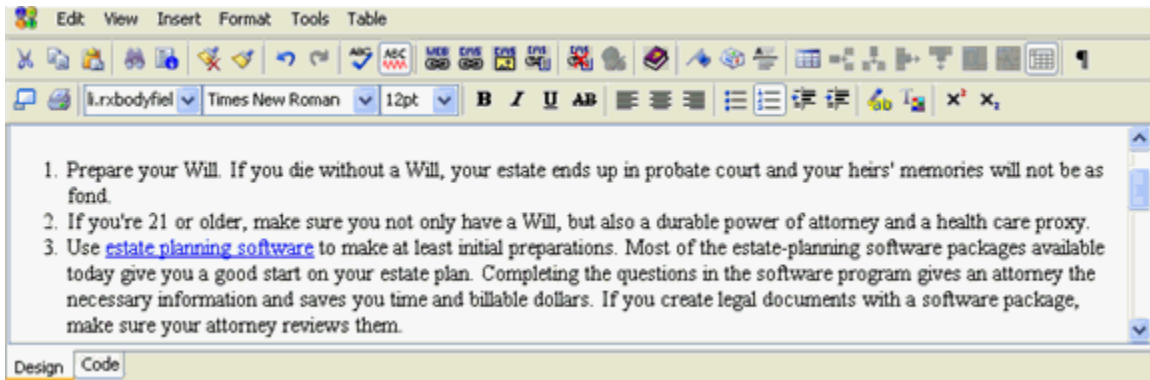 Edit View Insert Format Tools Table
li.rxbodyfiel Times New Roman 12pt B I U AB x² x₂
1. Prepare your Will. If you die without a Will, your estate ends up in probate court and your heirs' memories will not be as
fond.
2. If you're 21 or older, make sure you not only have a Will, but also a durable power of attorney and a health care proxy.
3. Use estate planning software to make at least initial preparations. Most of the estate-planning software packages available
today give you a good start on your estate plan. Completing the questions in the software program gives an attorney the
necessary information and saves you time and billable dollars. If you create legal documents with a software package,
make sure your attorney reviews them.
Design Code